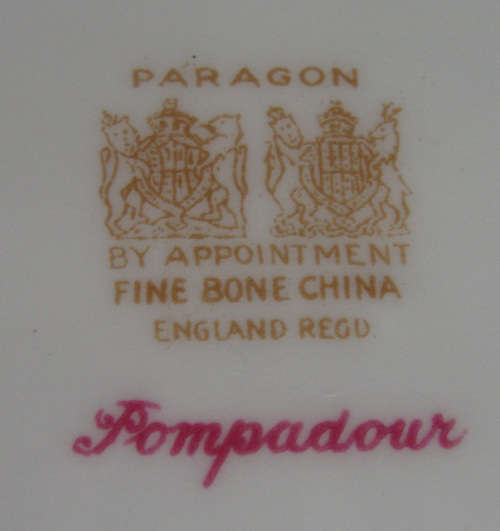 PARAGON
BY APPOINTMENT
FINE BONE CHINA
ENGLAND REGD
Pompadour